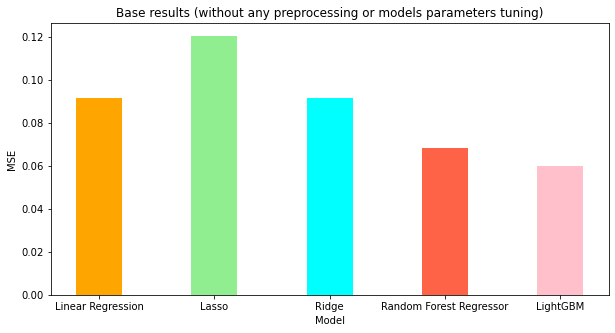 Base results (without any preprocessing or models parameters tuning)
0.12
0.10
0.08
0.06
0.04
0.02
0.00
MSE
Linear Regression
Lasso
Ridge
Random Forest Regressor
LightGBM
Model